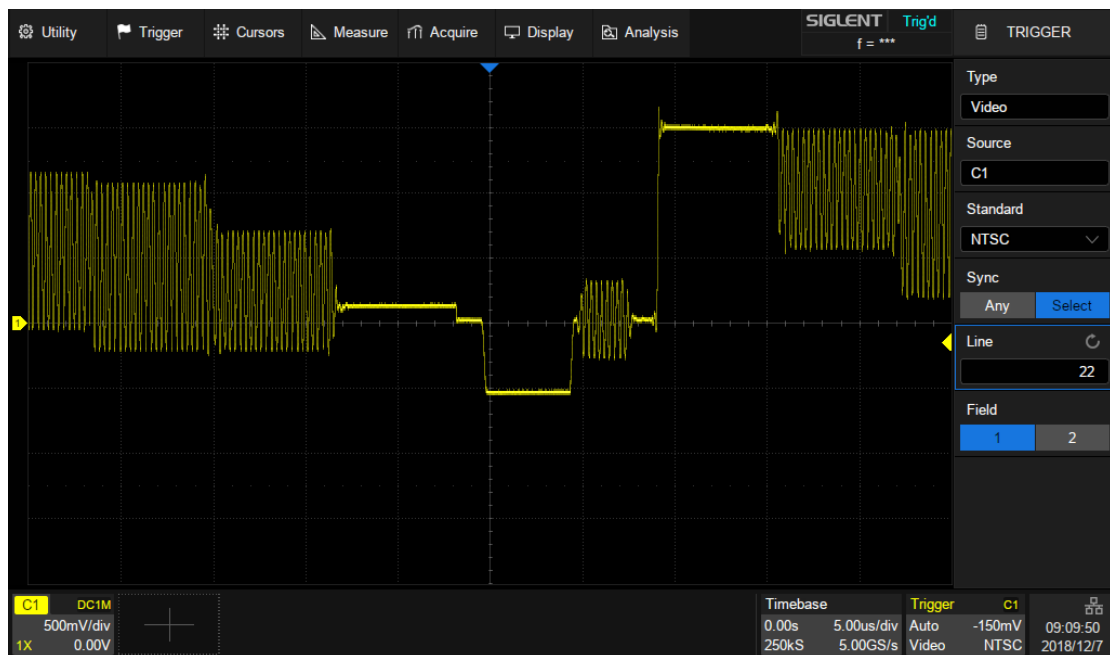 Utility Trigger Cursors Measure Acquire Display Analysis
SIGLENT Trig'd
f = ***
TRIGGER
Type
Video
Source
C1
Standard
NTSC
Sync
Any Select
Line
22
Field
1 2
1
C1 DC1M
500mV/div
1X 0.00V
Timebase
0.00s 5.00us/div
250kS 5.00GS/s
Trigger C1
Auto -150mV
Video NTSC
09:09:50
2018/12/7